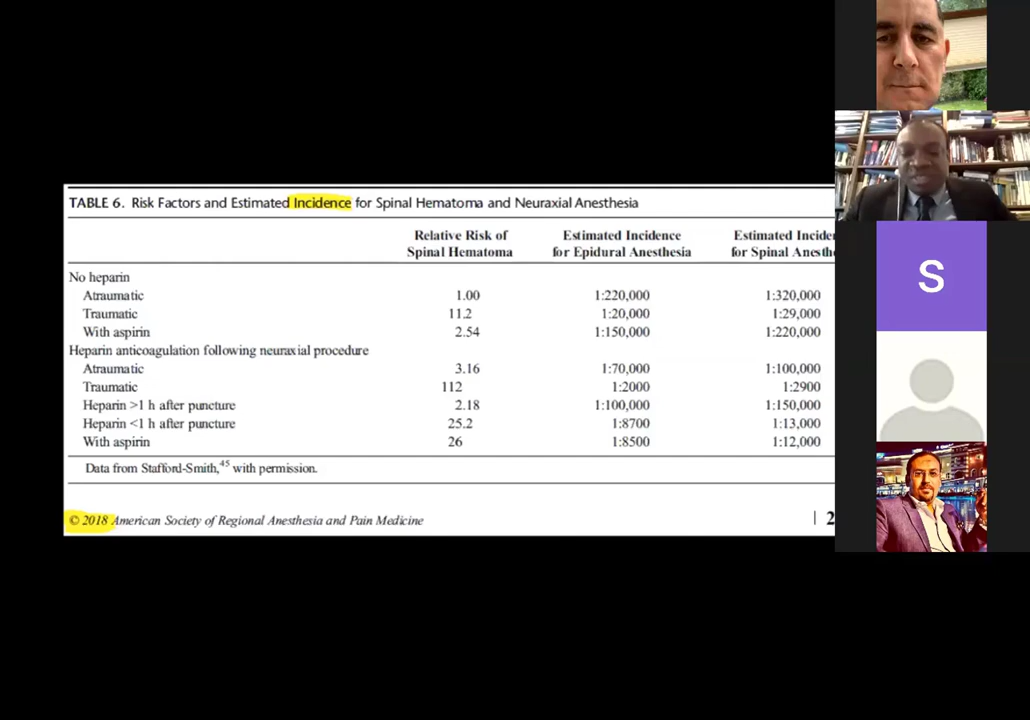 TABLE 6. Risk Factors and Estimated Incidence for Spinal Hematoma and Neuraxial Anesthesia
Relative Risk of Spinal Hematoma Estimated Incidence for Epidural Anesthesia Estimated Incide for Spinal Anesth
No heparin
Atraumatic 1.00 1:220,000 1:320,000
Traumatic 11.2 1:20,000 1:29,000
With aspirin 2.54 1:150,000 1:220,000
Heparin anticoagulation following neuraxial procedure
Atraumatic 3.16 1:70,000 1:100,000
Traumatic 112 1:2000 1:2900
Heparin >1 h after puncture 2.18 1:100,000 1:150,000
Heparin <1 h after puncture 25.2 1:8700 1:13,000
With aspirin 26 1:8500 1:12,000
Data from Stafford-Smith,45 with permission.
© 2018 American Society of Regional Anesthesia and Pain Medicine | 2
S